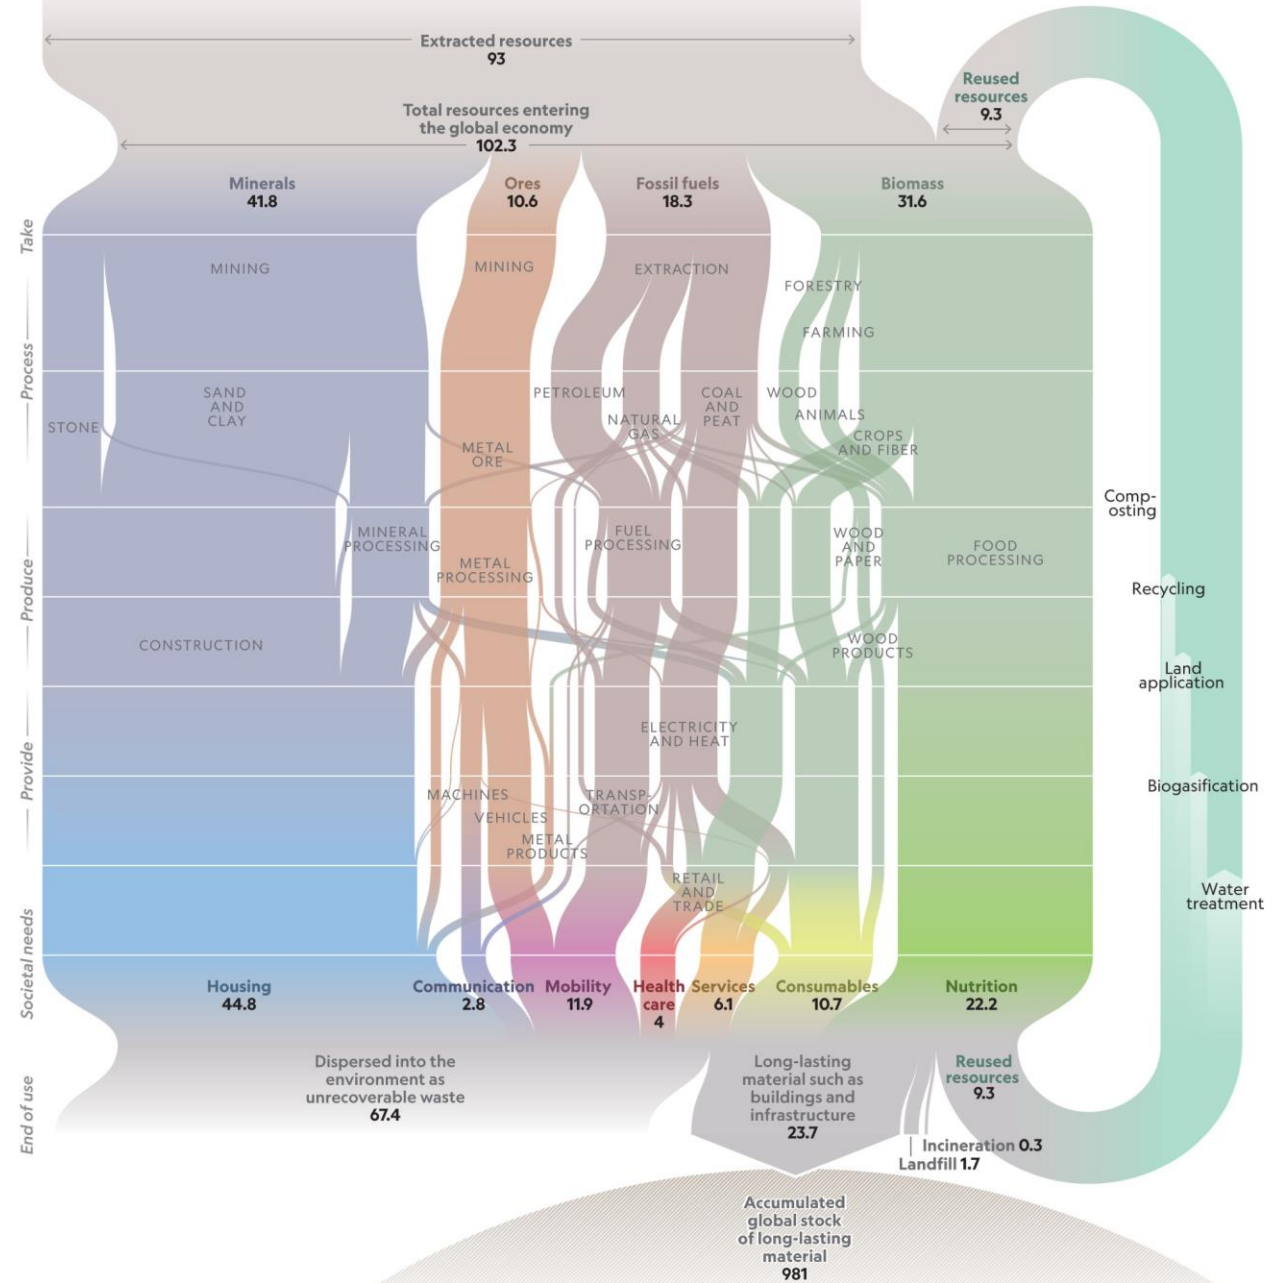 Extracted resources
93
Reused
resources
9.3
Total resources entering
the global economy
102.3
Minerals
41.8
Ores
10.6
Fossil fuels
18.3
Biomass
31.6
Take
MINING
MINING
EXTRACTION
FORESTRY
FARMING
Process
STONE
SAND
AND
CLAY
METAL
ORE
PETROLEUM
NATURAL
GAS
COAL
AND
PEAT
WOOD
ANIMALS
CROPS
AND FIBER
Comp-
osting
Produce
MINERAL
PROCESSING
METAL
PROCESSING
FUEL
PROCESSING
WOOD
AND
PAPER
FOOD
PROCESSING
Recycling
CONSTRUCTION
WOOD
PRODUCTS
Land
application
Provide
ELECTRICITY
AND HEAT
Biogasification
MACHINES
VEHICLES
METAL
PRODUCTS
TRANSP-
ORTATION
RETAIL
AND
TRADE
Water
treatment
Societal needs
Housing
44.8
Communication
2.8
Mobility
11.9
Health
care
4
Services
6.1
Consumables
10.7
Nutrition
22.2
End of use
Dispersed into the
environment as
unrecoverable waste
67.4
Long-lasting
material such as
buildings and
infrastructure
23.7
Reused
resources
9.3
Incineration 0.3
Landfill 1.7
Accumulated
global stock
of long-lasting
material
981